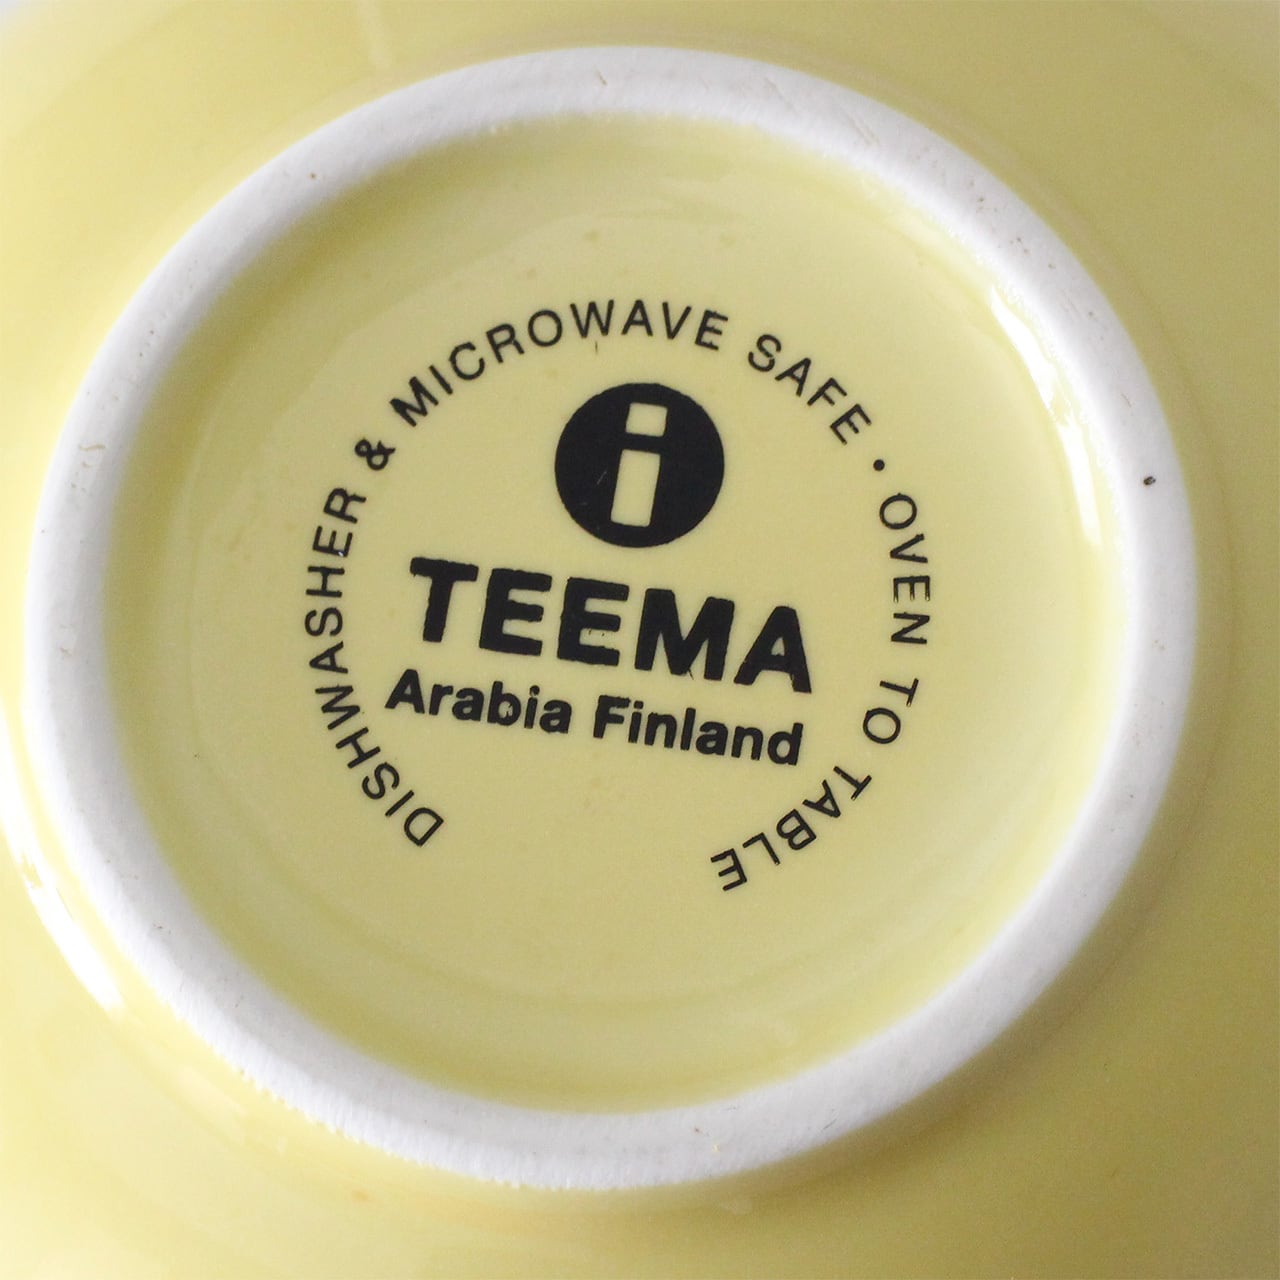 DISHWASHER & MICROWAVE SAFE • OVEN TO TABLE
i
TEEMA
Arabia Finland